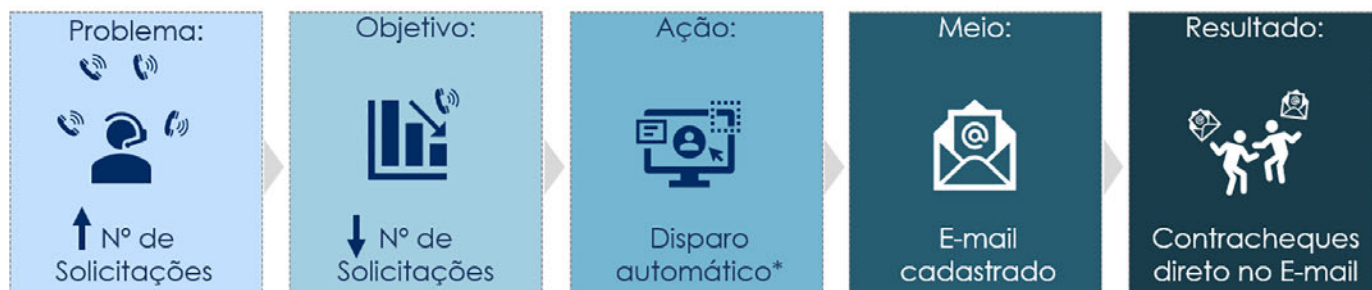 Problema:
↑ Nº de
Solicitações
Objetivo:
↓ Nº de
Solicitações
Ação:
Disparo
automático*
Meio:
@
E-mail
cadastrado
Resultado:
@
@
Contracheques
direto no E-mail